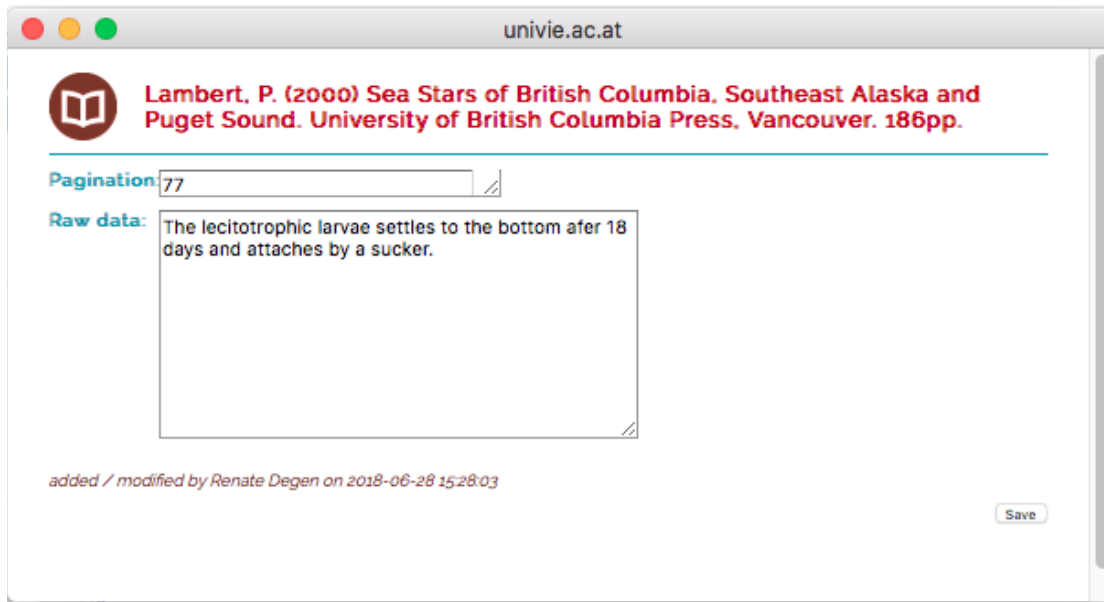 univie.ac.at
Lambert, P. (2000) Sea Stars of British Columbia, Southeast Alaska and
Puget Sound. University of British Columbia Press, Vancouver. 186pp.
Pagination: 77
Raw data: The lecitotrophic larvae settles to the bottom afer 18
days and attaches by a sucker.
added / modified by Renate Degen on 2018-06-28 15:28:03
Save